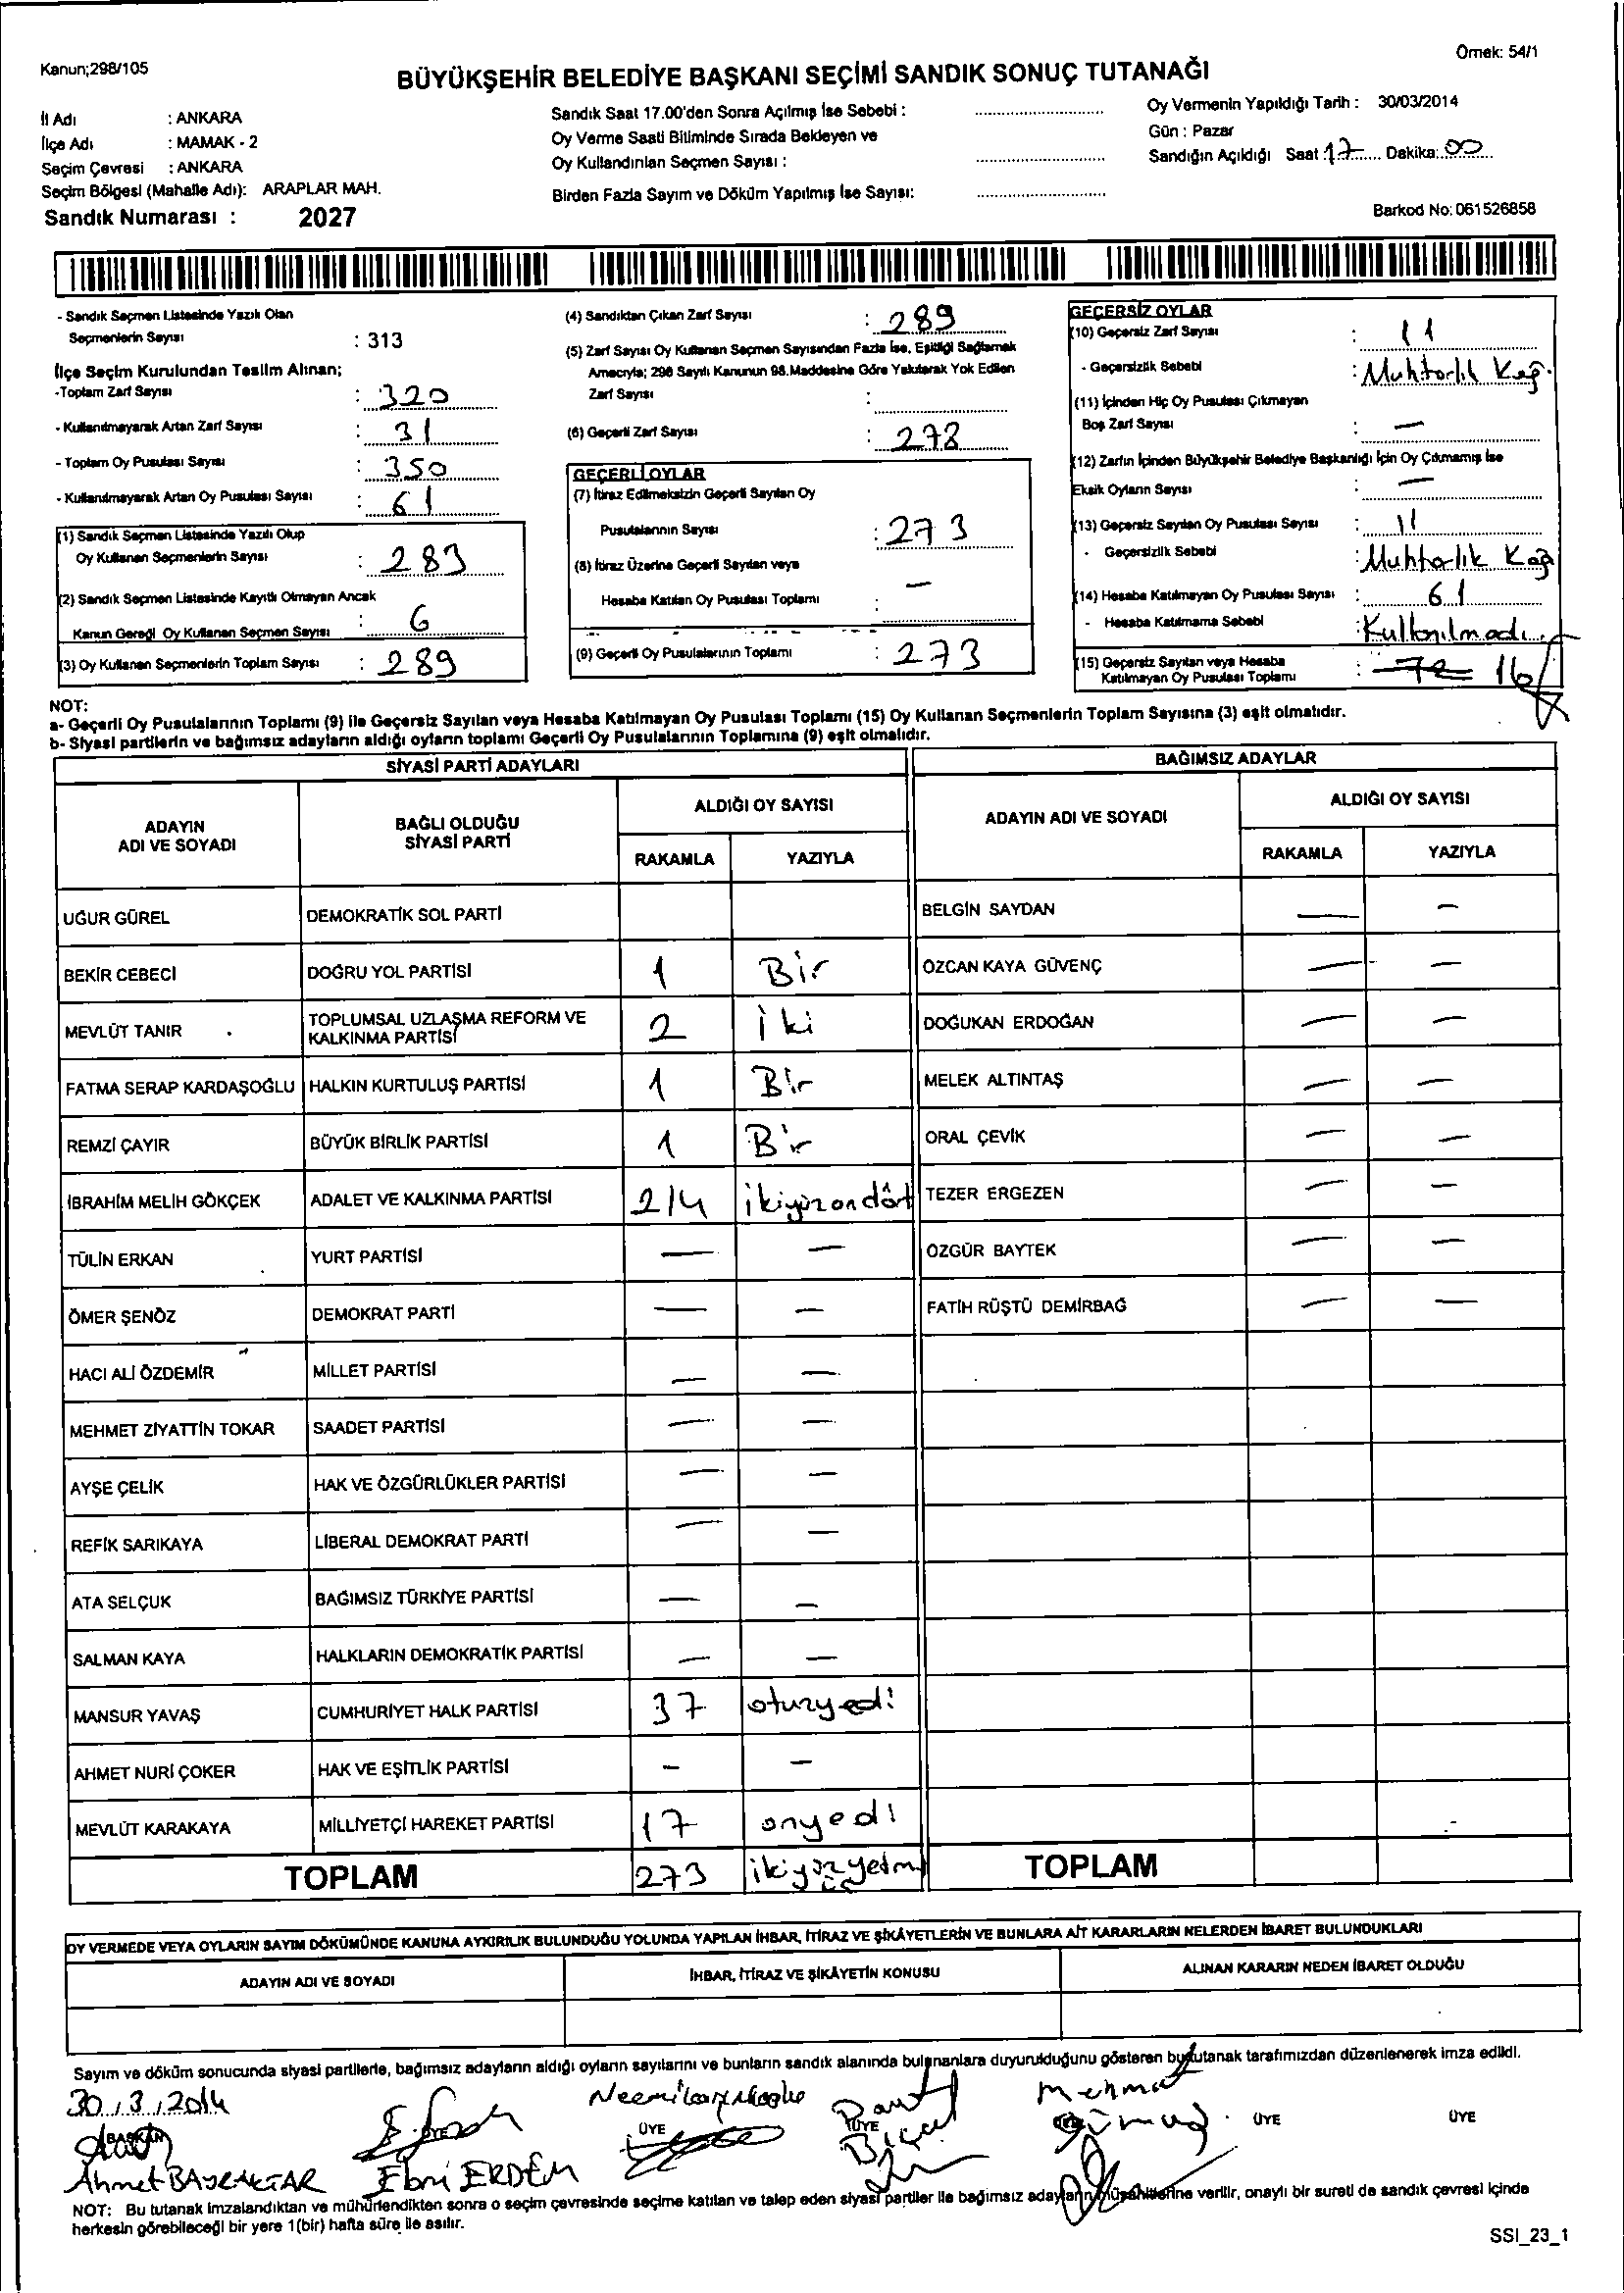 Kanun;298/105
Örnek: 54/1
BÜYÜKŞEHİR BELEDİYE BAŞKANI SEÇİMİ SANDIK SONUÇ TUTANAĞI
İl Adı : ANKARA
İlçe Adı : MAMAK - 2
Seçim Çevresi : ANKARA
Seçim Bölgesi (Mahalle Adı): ARAPLAR MAH.
Sandık Numarası : 2027
Sandık Saat 17.00'den Sonra Açılmış İse Sebebi :
Oy Verme Saati Bitiminde Sırada Bekleyen ve
Oy Kullandırılan Seçmen Sayısı :
Birden Fazla Sayım ve Döküm Yapılmış İse Sayısı:
Oy Vermenin Yapıldığı Tarih : 30/03/2014
Gün : Pazar
Sandığın Açıldığı Saat :17 Dakika: 00
Barkod No: 061526858
- Sandık Seçmen Listesinde Yazılı Olan
Seçmenlerin Sayısı : 313
İlçe Seçim Kurulundan Teslim Alınan;
-Toplam Zarf Sayısı : 320
- Kullanılmayarak Artan Zarf Sayısı : 31
- Toplam Oy Pusulası Sayısı : 350
- Kullanılmayarak Artan Oy Pusulası Sayısı : 61
(1) Sandık Seçmen Listesinde Yazılı Olup
Oy Kullanan Seçmenlerin Sayısı : 283
(2) Sandık Seçmen Listesinde Kayıtlı Olmayan Ancak
Kanun Gereği Oy Kullanan Seçmen Sayısı : 6
(3) Oy Kullanan Seçmenlerin Toplam Sayısı : 289
(4) Sandıktan Çıkan Zarf Sayısı : 289
(5) Zarf Sayısı Oy Kullanan Seçmen Sayısından Fazla İse, Eşitliği Sağlamak
Amacıyla; 298 Sayılı Kanunun 98.Maddesine Göre Yakılarak Yok Edilen
Zarf Sayısı :
(6) Geçerli Zarf Sayısı : 278
GEÇERLİ OYLAR
(7) İtiraz Edilmeksizin Geçerli Sayılan Oy
Pusulalarının Sayısı : 273
(8) İtiraz Üzerine Geçerli Sayılan veya
Hesaba Katılan Oy Pusulası Toplamı : —
(9) Geçerli Oy Pusulalarının Toplamı : 273
GEÇERSİZ OYLAR
(10) Geçersiz Zarf Sayısı : 11
- Geçersizlik Sebebi : Muhtarlık Kağ.
(11) İçinden Hiç Oy Pusulası Çıkmayan
Boş Zarf Sayısı : —
(12) Zarfın İçinden Büyükşehir Belediye Başkanlığı İçin Oy Çıkmamış İse
Eksik Oyların Sayısı : —
(13) Geçersiz Sayılan Oy Pusulası Sayısı : 11
- Geçersizlik Sebebi : Muhtarlık Kağ
(14) Hesaba Katılmayan Oy Pusulası Sayısı : 61
- Hesaba Katılmama Sebebi : Kullanılmadı
(15) Geçersiz Sayılan veya Hesaba
Katılmayan Oy Pusulası Toplamı : 72 16
NOT:
a- Geçerli Oy Pusulalarının Toplamı (9) ile Geçersiz Sayılan veya Hesaba Katılmayan Oy Pusulası Toplamı (15) Oy Kullanan Seçmenlerin Toplam Sayısına (3) eşit olmalıdır.
b- Siyasi partilerin ve bağımsız adayların aldığı oyların toplamı Geçerli Oy Pusulalarının Toplamına (9) eşit olmalıdır.
SİYASİ PARTİ ADAYLARI
BAĞIMSIZ ADAYLAR
ADAYIN ADI VE SOYADI
BAĞLI OLDUĞU SİYASİ PARTİ
ALDIĞI OY SAYISI
RAKAMLA YAZIYLA
ADAYIN ADI VE SOYADI
ALDIĞI OY SAYISI
RAKAMLA YAZIYLA
UĞUR GÜREL DEMOKRATİK SOL PARTİ
BELGİN SAYDAN — —
BEKİR CEBECİ DOĞRU YOL PARTİSİ 1 Bir
ÖZCAN KAYA GÜVENÇ — —
MEVLÜT TANIR TOPLUMSAL UZLAŞMA REFORM VE KALKINMA PARTİSİ 2 iki
DOĞUKAN ERDOĞAN — —
FATMA SERAP KARDAŞOĞLU HALKIN KURTULUŞ PARTİSİ 1 Bir
MELEK ALTINTAŞ — —
REMZİ ÇAYIR BÜYÜK BİRLİK PARTİSİ 1 Bir
ORAL ÇEVİK — —
İBRAHİM MELİH GÖKÇEK ADALET VE KALKINMA PARTİSİ 214 ikiyüzondört
TEZER ERGEZEN — —
TÜLİN ERKAN YURT PARTİSİ — —
ÖZGÜR BAYTEK — —
ÖMER ŞENÖZ DEMOKRAT PARTİ — —
FATİH RÜŞTÜ DEMİRBAĞ — —
HACI ALİ ÖZDEMİR MİLLET PARTİSİ — —
MEHMET ZİYATTİN TOKAR SAADET PARTİSİ — —
AYŞE ÇELİK HAK VE ÖZGÜRLÜKLER PARTİSİ — —
REFİK SARIKAYA LİBERAL DEMOKRAT PARTİ — —
ATA SELÇUK BAĞIMSIZ TÜRKİYE PARTİSİ — —
SALMAN KAYA HALKLARIN DEMOKRATİK PARTİSİ — —
MANSUR YAVAŞ CUMHURİYET HALK PARTİSİ 37 otuzyedi
AHMET NURİ ÇOKER HAK VE EŞİTLİK PARTİSİ — —
MEVLÜT KARAKAYA MİLLİYETÇİ HAREKET PARTİSİ 17 onyedi
TOPLAM 273 ikiyüzyetmi üç
TOPLAM
OY VERMEDE VEYA OYLARIN SAYIM DÖKÜMÜNDE KANUNA AYKIRILIK BULUNDUĞU YOLUNDA YAPILAN İHBAR, İTİRAZ VE ŞİKÂYETLERİN VE BUNLARA AİT KARARLARIN NELERDEN İBARET BULUNDUKLARI
ADAYIN ADI VE SOYADI
İHBAR, İTİRAZ VE ŞİKÂYETİN KONUSU
ALINAN KARARIN NEDEN İBARET OLDUĞU
Sayım ve döküm sonucunda siyasi partilerle, bağımsız adayların aldığı oyların sayılarını ve bunların sandık alanında bulunanlara duyurulduğunu gösteren bu tutanak tarafımızdan düzenlenerek imza edildi.
30.3.2014
BAŞKAN
Ahmet BAYRAKTAR
Ebru ERDEM
ÜYE
ÜYE
Mehmet
ÜYE
ÜYE
NOT: Bu tutanak imzalandıktan ve mühürlendikten sonra o seçim çevresinde seçime katılan ve talep eden siyasi partiler ile bağımsız adayların müşahitlerine verilir, onaylı bir sureti de sandık çevresi içinde
herkesin görebileceği bir yere 1(bir) hafta süre ile asılır.
SSI_23_1